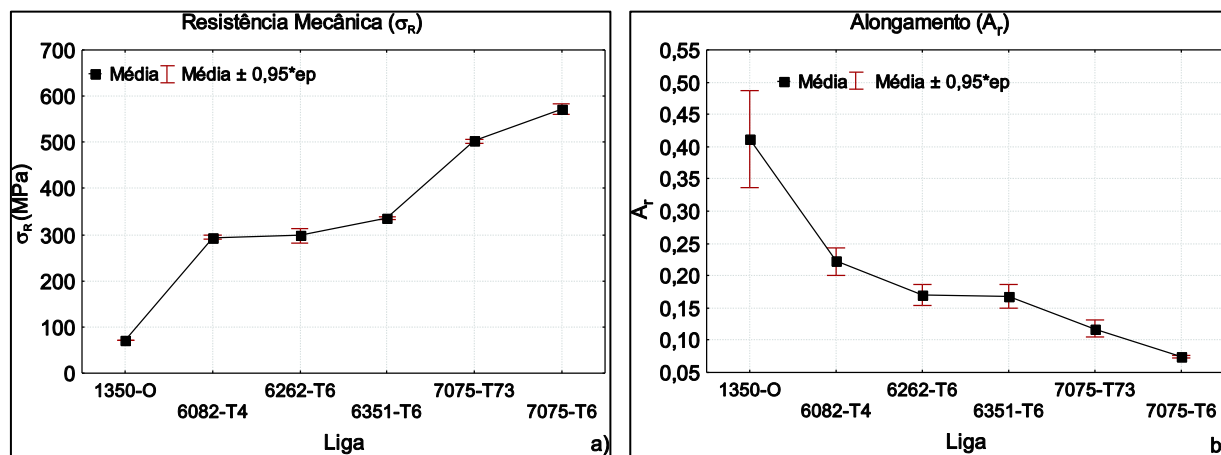 Resistência Mecânica (σR)
700
600
500
400
300
200
100
0
σR (MPa)
Média Média ± 0,95*ep
1350-O 6262-T6 7075-T73
6082-T4 6351-T6 7075-T6
Liga
a)
Alongamento (Ar)
0,55
0,50
0,45
0,40
0,35
0,30
0,25
0,20
0,15
0,10
0,05
Ar
Média Média ± 0,95*ep
1350-O 6262-T6 7075-T73
6082-T4 6351-T6 7075-T6
Liga
b